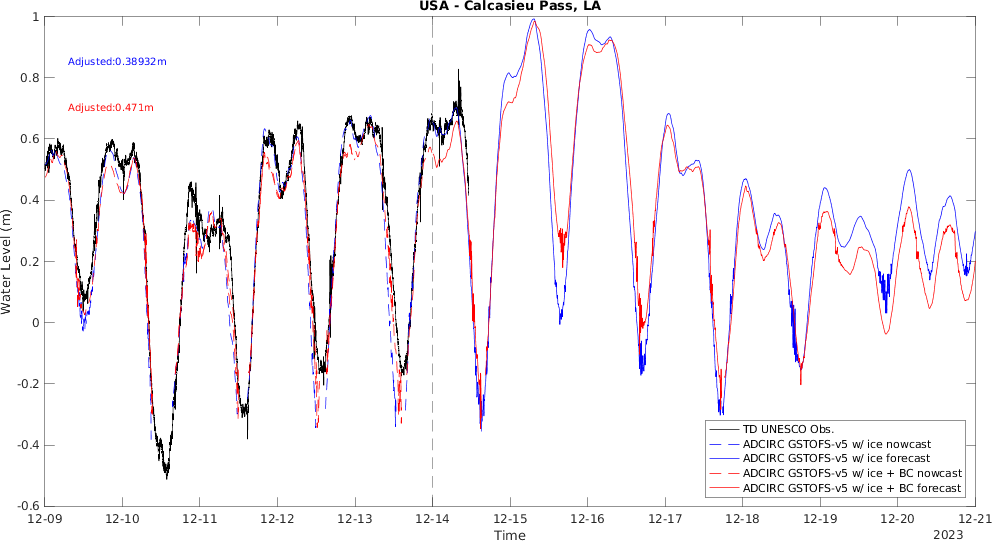 USA - Calcasieu Pass, LA
Adjusted:0.38932m
Adjusted:0.471m
Water Level (m)
1
0.8
0.6
0.4
0.2
0
-0.2
-0.4
-0.6
TD UNESCO Obs.
ADCIRC GSTOFS-v5 w/ ice nowcast
ADCIRC GSTOFS-v5 w/ ice forecast
ADCIRC GSTOFS-v5 w/ ice + BC nowcast
ADCIRC GSTOFS-v5 w/ ice + BC forecast
12-09 12-10 12-11 12-12 12-13 12-14 12-15 12-16 12-17 12-18 12-19 12-20 12-21
Time
2023